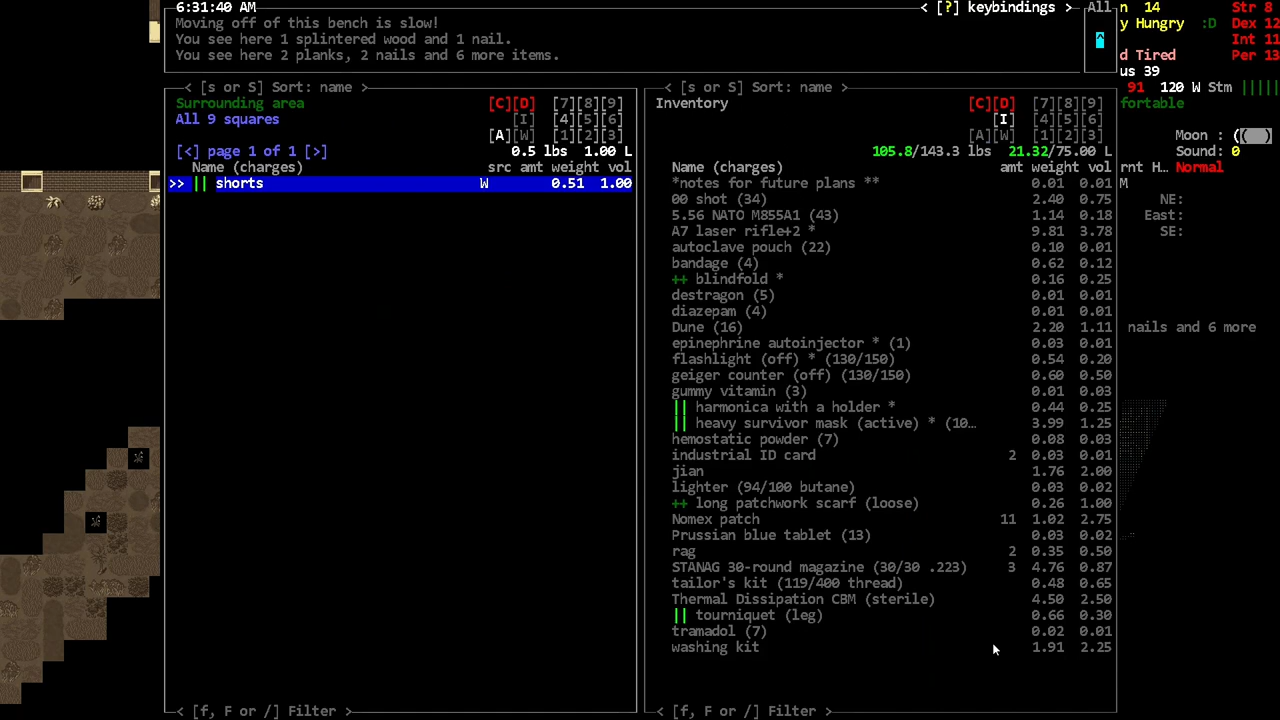 6:31:40 AM < [?] keybindings > All n 14 Str 8
Moving off of this bench is slow! y Hungry :D Dex 12
You see here 1 splintered wood and 1 nail. Int 11
You see here 2 planks, 2 nails and 6 more items. ^ d Tired Per 13
us 39
< [s or S] Sort: name > < [s or S] Sort: name > 91 120 W Stm |||||
Surrounding area [C][D] [7][8][9] Inventory [C][D] [7][8][9] fortable
All 9 squares [I] [4][5][6] [I] [4][5][6]
[A][W] [1][2][3] [A][W] [1][2][3] Moon : (( )
[<] page 1 of 1 [>] 0.5 lbs 1.00 L 105.8/143.3 lbs 21.32/75.00 L Sound: 0
Name (charges) src amt weight vol Name (charges) amt weight vol rnt H… Normal
>> || shorts W 0.51 1.00 *notes for future plans ** 0.01 0.01 M
00 shot (34) 2.40 0.75 NE:
5.56 NATO M855A1 (43) 1.14 0.18 East:
A7 laser rifle+2 * 9.81 3.78 SE:
autoclave pouch (22) 0.10 0.01
bandage (4) 0.62 0.12
++ blindfold * 0.16 0.25
destragon (5) 0.01 0.01
diazepam (4) 0.01 0.01
Dune (16) 2.20 1.11 nails and 6 more
epinephrine autoinjector * (1) 0.03 0.01
flashlight (off) * (130/150) 0.54 0.20
geiger counter (off) (130/150) 0.60 0.50
gummy vitamin (3) 0.01 0.03
|| harmonica with a holder * 0.44 0.25
|| heavy survivor mask (active) * (10… 3.99 1.25
hemostatic powder (7) 0.08 0.03
industrial ID card 2 0.03 0.01
jian 1.76 2.00
lighter (94/100 butane) 0.03 0.02
++ long patchwork scarf (loose) 0.26 1.00
Nomex patch 11 1.02 2.75
Prussian blue tablet (13) 0.03 0.02
rag 2 0.35 0.50
STANAG 30-round magazine (30/30 .223) 3 4.76 0.87
tailor's kit (119/400 thread) 0.48 0.65
Thermal Dissipation CBM (sterile) 4.50 2.50
|| tourniquet (leg) 0.66 0.30
tramadol (7) 0.02 0.01
washing kit 1.91 2.25
< [f, F or /] Filter > < [f, F or /] Filter >